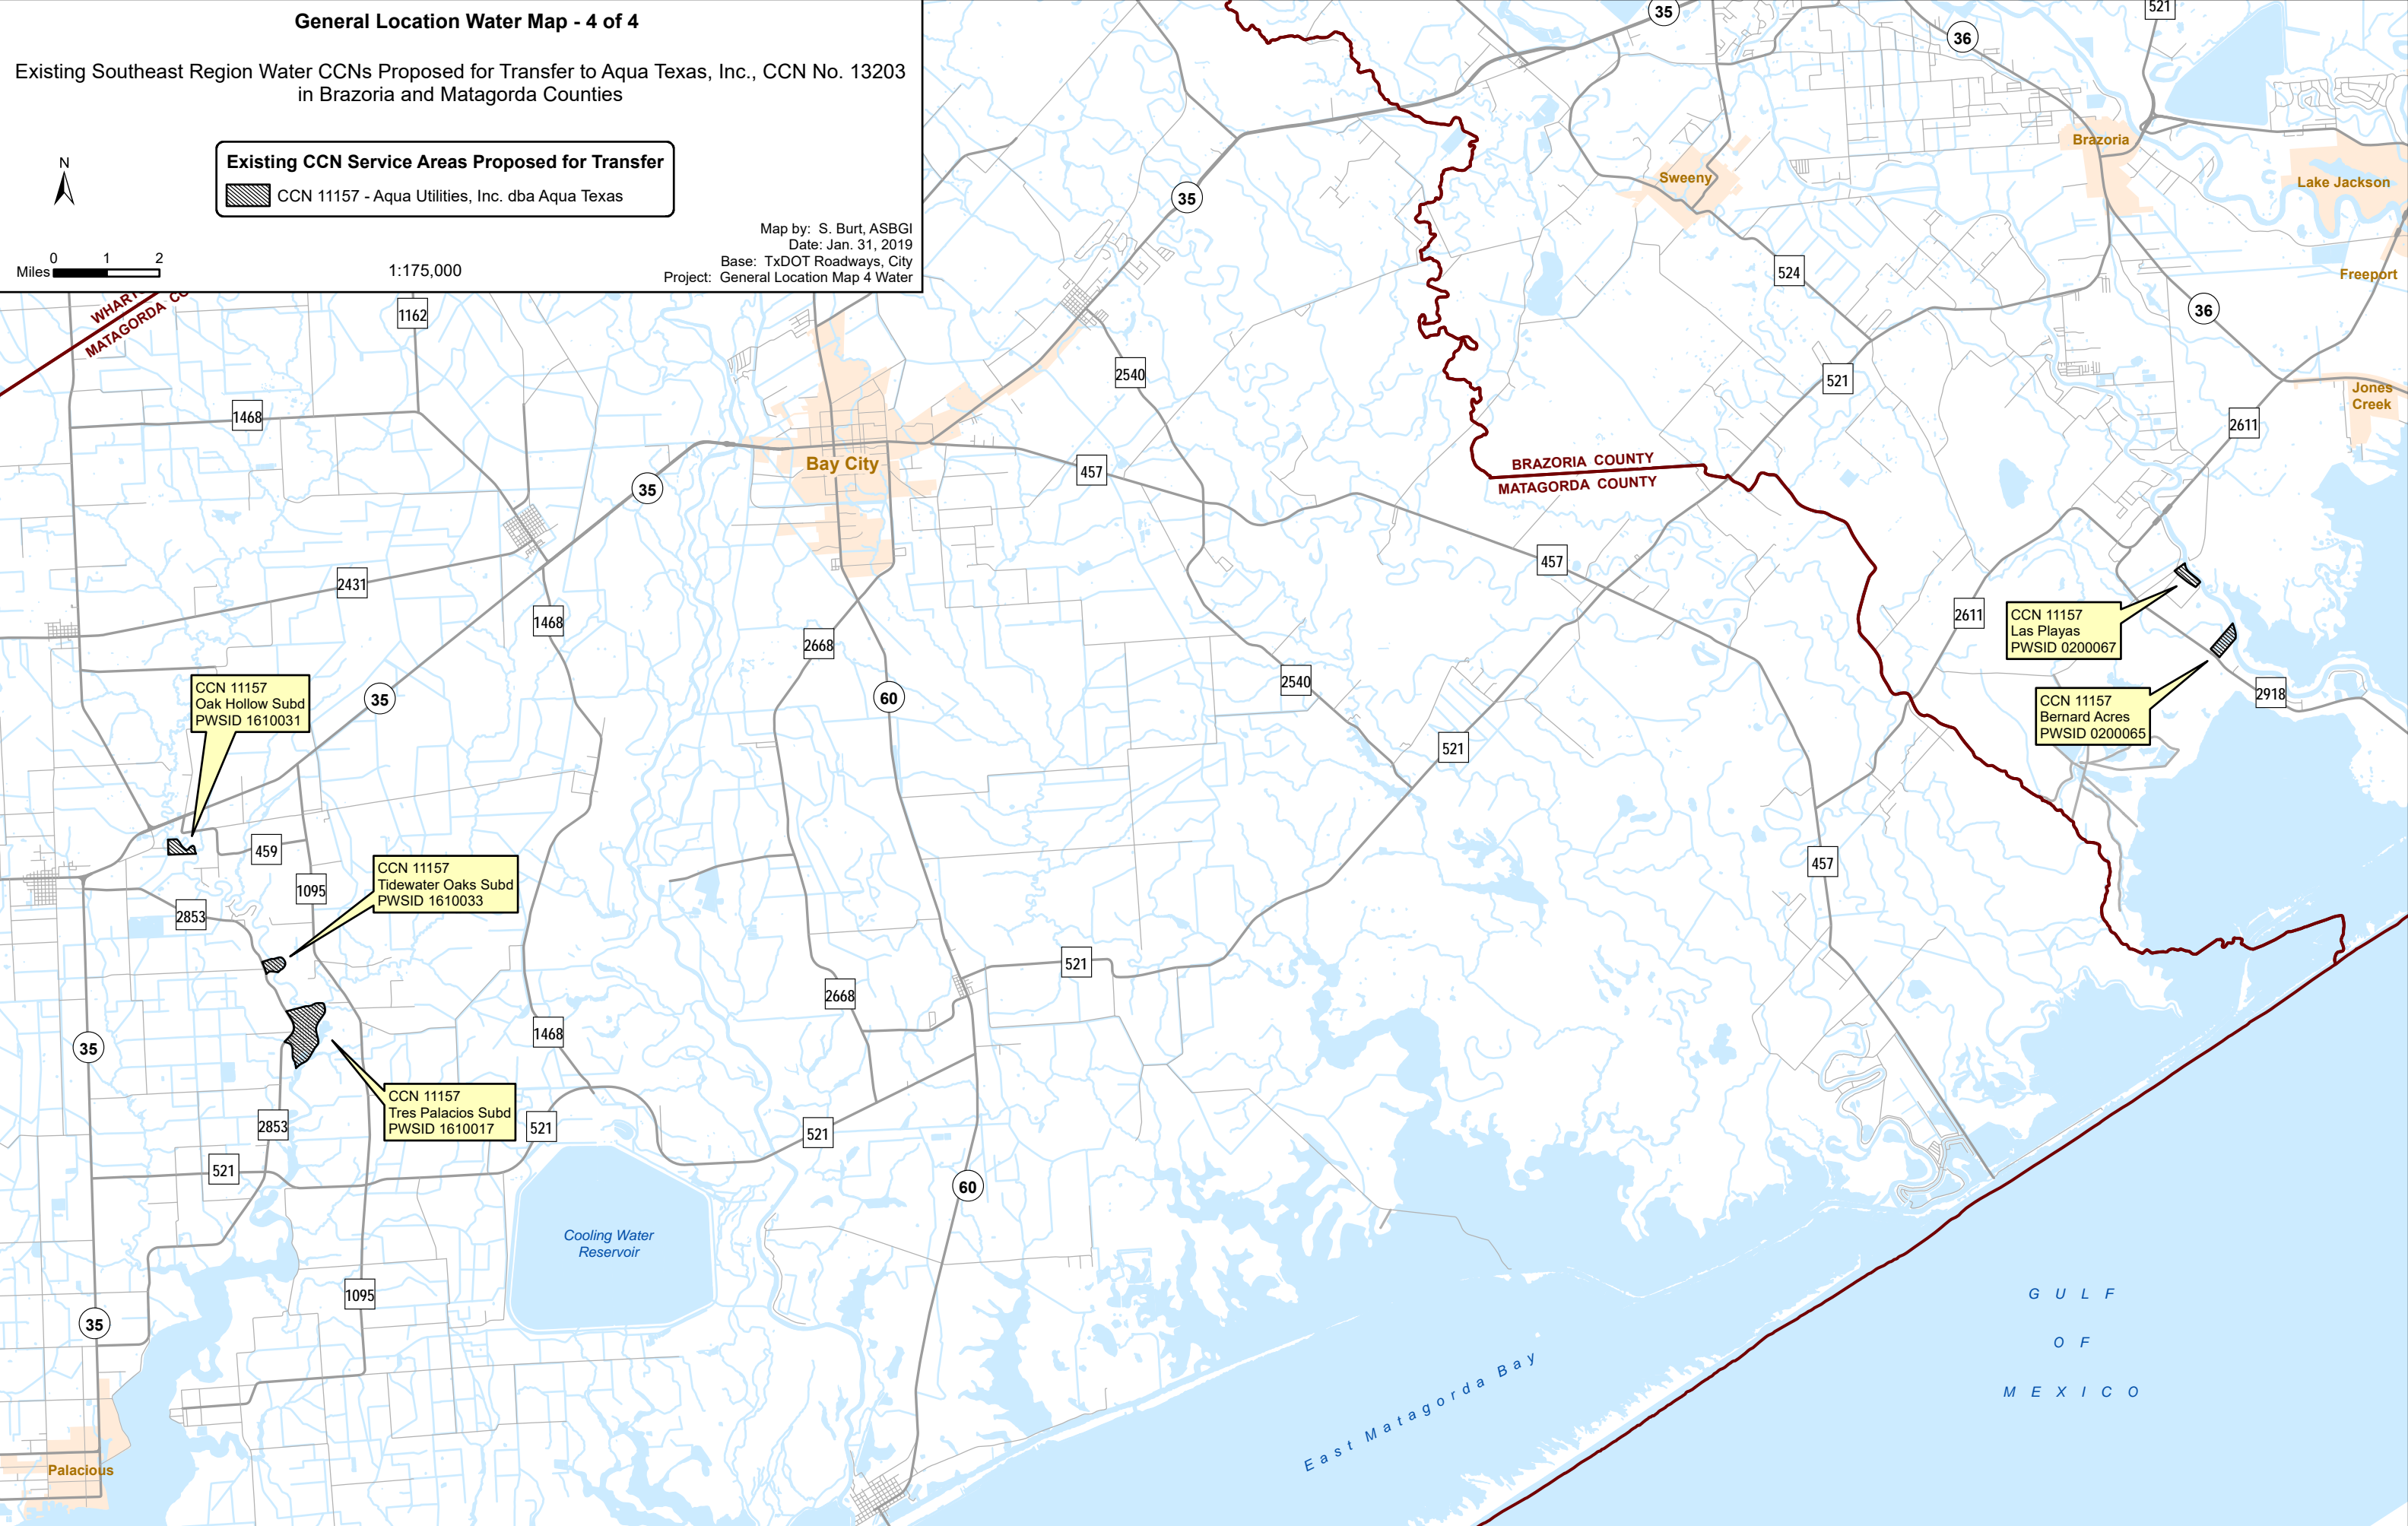 General Location Water Map - 4 of 4
Existing Southeast Region Water CCNs Proposed for Transfer to Aqua Texas, Inc., CCN No. 13203
in Brazoria and Matagorda Counties
Existing CCN Service Areas Proposed for Transfer
CCN 11157 - Aqua Utilities, Inc. dba Aqua Texas
N
0 1 2
Miles
1:175,000
Map by: S. Burt, ASBGI
Date: Jan. 31, 2019
Base: TxDOT Roadways, City
Project: General Location Map 4 Water
35
521
36
Brazoria
Sweeny
Lake Jackson
35
524
Freeport
36
MATAGORDA
1162
2540
521
Jones
Creek
1468
2611
Bay City
457
35
BRAZORIA COUNTY
MATAGORDA COUNTY
457
2431
1468
2668
2611
CCN 11157
Las Playas
PWSID 0200067
2540
35
60
2918
CCN 11157
Oak Hollow Subd
PWSID 1610031
CCN 11157
Bernard Acres
PWSID 0200065
521
459
457
1095
CCN 11157
Tidewater Oaks Subd
PWSID 1610033
2853
521
2668
35
1468
CCN 11157
Tres Palacios Subd
PWSID 1610017
2853
521
521
521
60
Cooling Water
Reservoir
1095
35
GULF
OF
MEXICO
East Matagorda Bay
Palacious